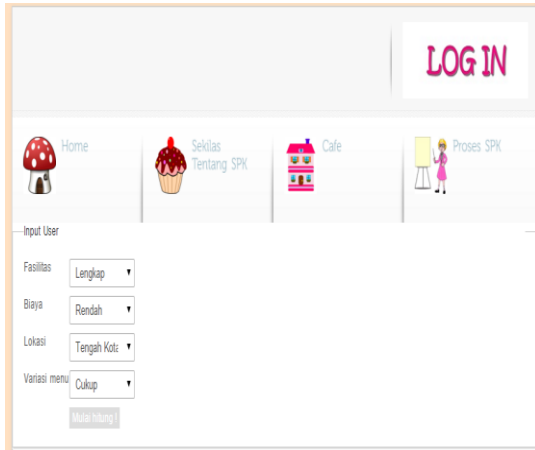 LOG IN
Home
Sekilas
Tentang SPK
Cafe
Proses SPK
Input User
Fasilitas
Lengkap
Biaya
Rendah
Lokasi
Tengah Kota
Variasi menu
Cukup
Mulai hitung !